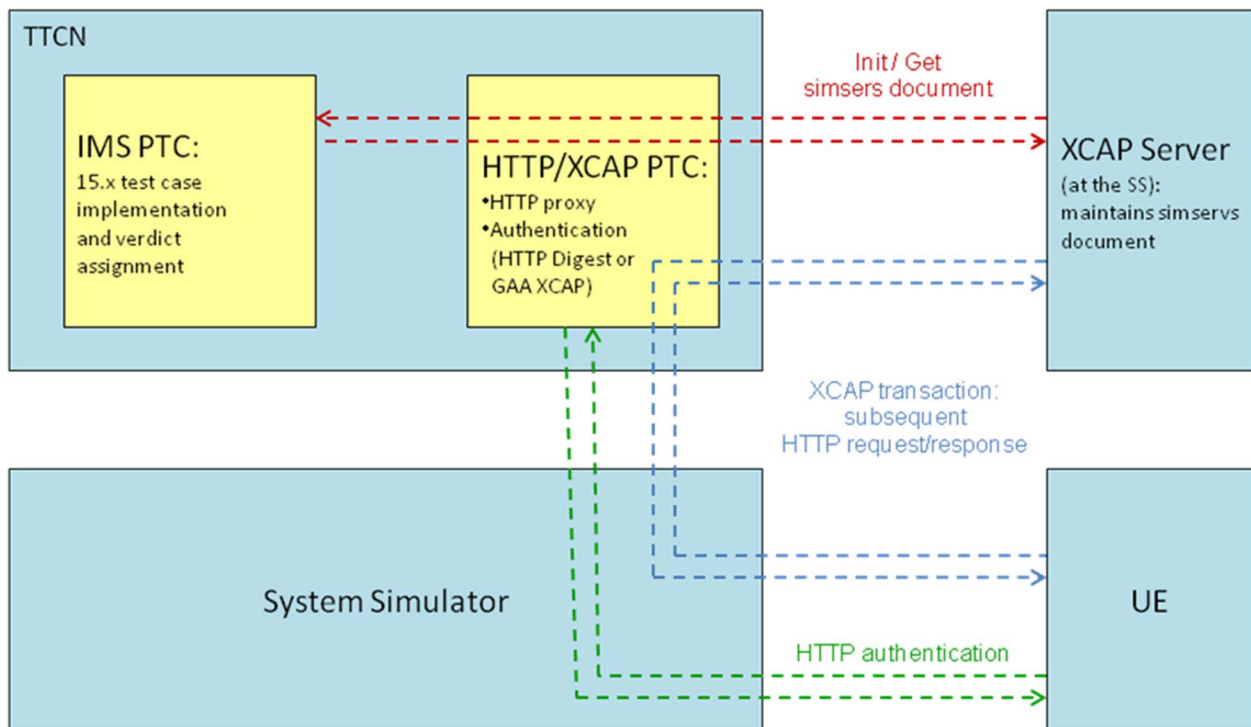 TTCN
IMS PTC:
15.x test case
implementation
and verdict
assignment
HTTP/XCAP PTC:
•HTTP proxy
•Authentication
(HTTP Digest or
GAA XCAP)
Init / Get
simsers document
XCAP Server
(at the SS):
maintains simservs
document
XCAP transaction:
subsequent
HTTP request/response
System Simulator
UE
HTTP authentication